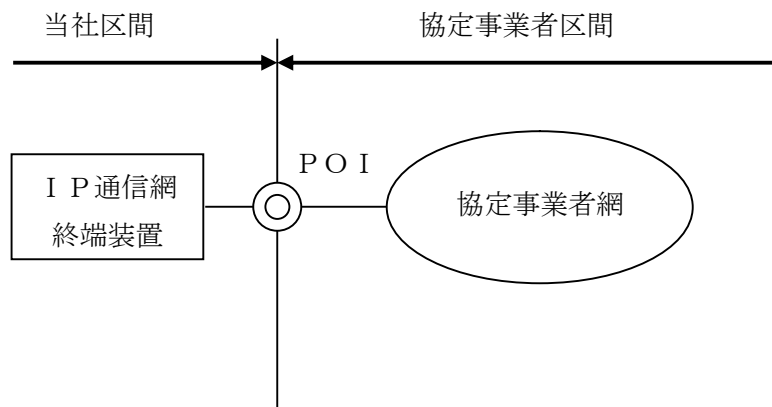 当社区間
協定事業者区間
ＰＯＩ
ＩＰ通信網
終端装置
協定事業者網